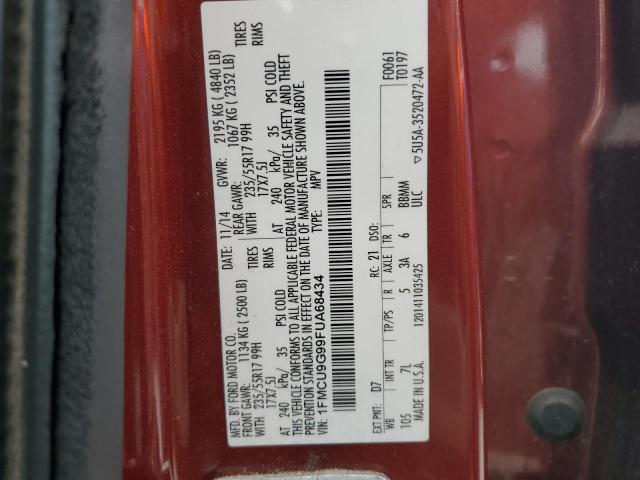 MFD. BY FORD MOTOR CO.
DATE: 11/14 GVWR: 2195 KG ( 4840 LB)
FRONT GAWR: 1134 KG ( 2500 LB) REAR GAWR: 1067 KG ( 2352 LB)
WITH 235/55R17 99H TIRES WITH 235/55R17 99H TIRES
17X7.5J RIMS 17X7.5J RIMS
AT 240 kPa/ 35 PSI COLD AT 240 kPa/ 35 PSI COLD
THIS VEHICLE CONFORMS TO ALL APPLICABLE FEDERAL MOTOR VEHICLE SAFETY AND THEFT
PREVENTION STANDARDS IN EFFECT ON THE DATE OF MANUFACTURE SHOWN ABOVE.
VIN: 1FMCU9G99FUA68434 TYPE: MPV
F0061
T0197
EXT PNT: D7 RC: 21 DSO:
WB INT TR TP/PS R AXLE TR SPR
105 7L 5 3A 6 BBMM
MADE IN U.S.A. 1201411035425 ULC
▽ 5U5A-3520472-AA